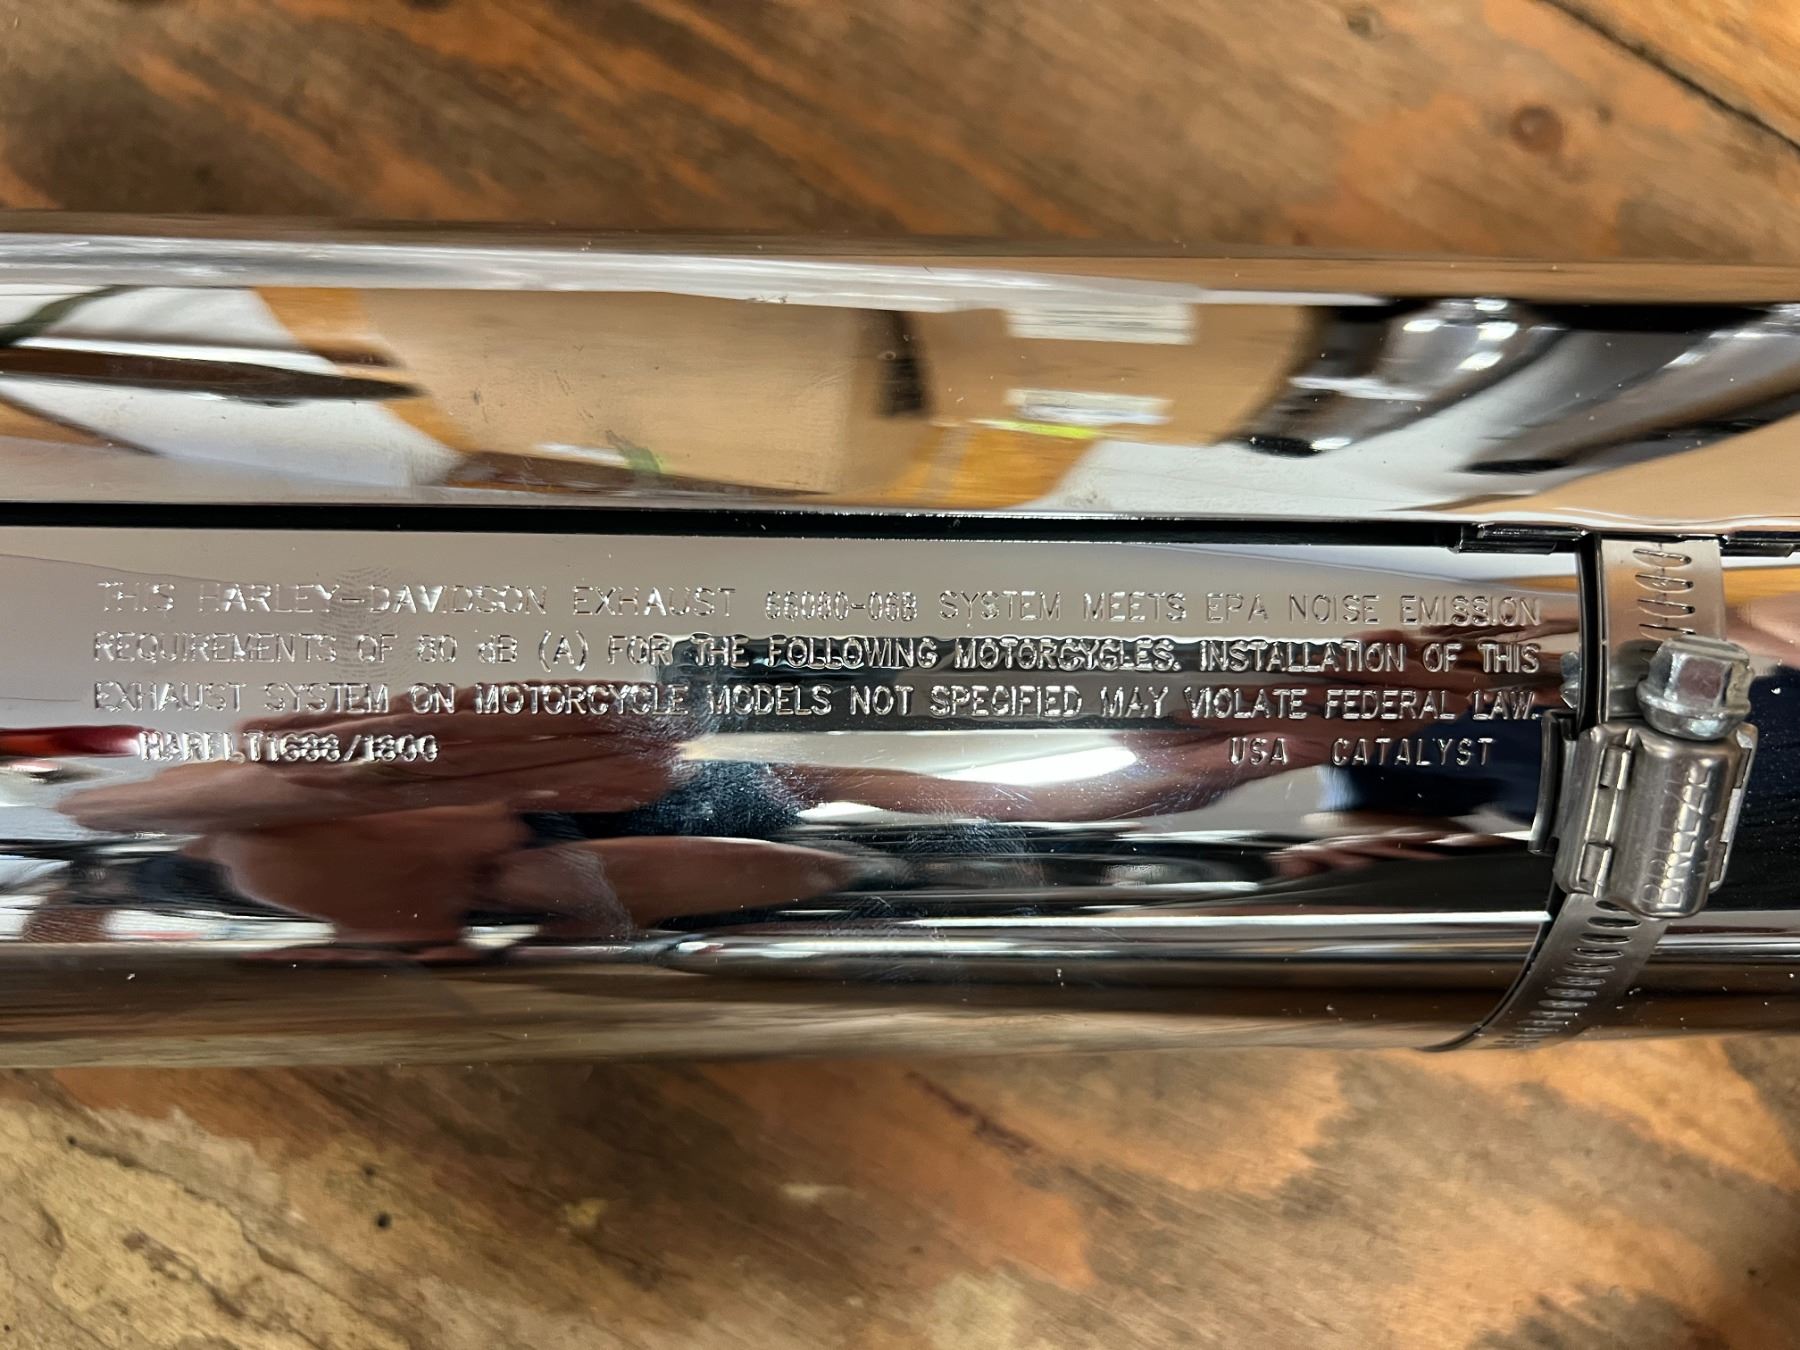 THIS HARLEY-DAVIDSON EXHAUST 66080-06B SYSTEM MEETS EPA NOISE EMISSION
REQUIREMENTS OF 80 dB (A) FOR THE FOLLOWING MOTORCYCLES. INSTALLATION OF THIS
EXHAUST SYSTEM ON MOTORCYCLE MODELS NOT SPECIFIED MAY VIOLATE FEDERAL LAW.
USA CATALYST
BREEZE